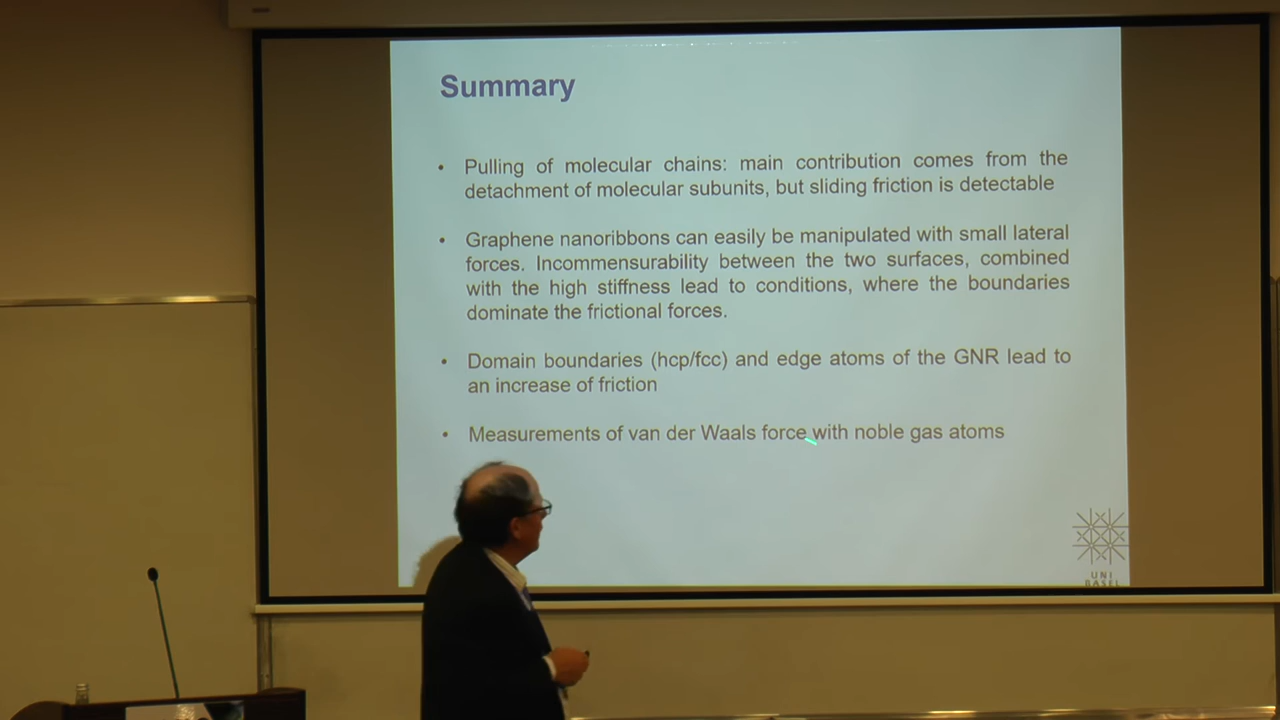 Summary
• Pulling of molecular chains: main contribution comes from the
detachment of molecular subunits, but sliding friction is detectable
• Graphene nanoribbons can easily be manipulated with small lateral
forces. Incommensurability between the two surfaces, combined
with the high stiffness lead to conditions, where the boundaries
dominate the frictional forces.
• Domain boundaries (hcp/fcc) and edge atoms of the GNR lead to
an increase of friction
• Measurements of van der Waals force with noble gas atoms
UNI
BASEL